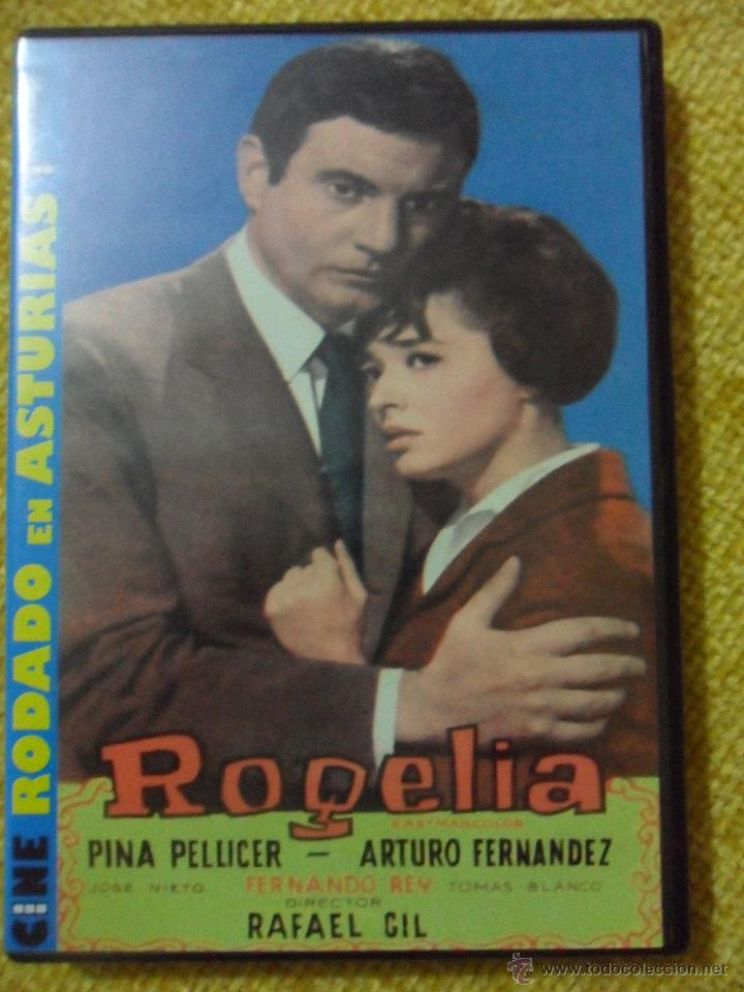 CINE RODADO EN ASTURIAS...
Rogelia
EASTMANCOLOR
PINA PELLICER — ARTURO FERNANDEZ
JOSE NIETO FERNANDO REY TOMAS BLANCO
DIRECTOR
RAFAEL GIL
© www.todocoleccion.net